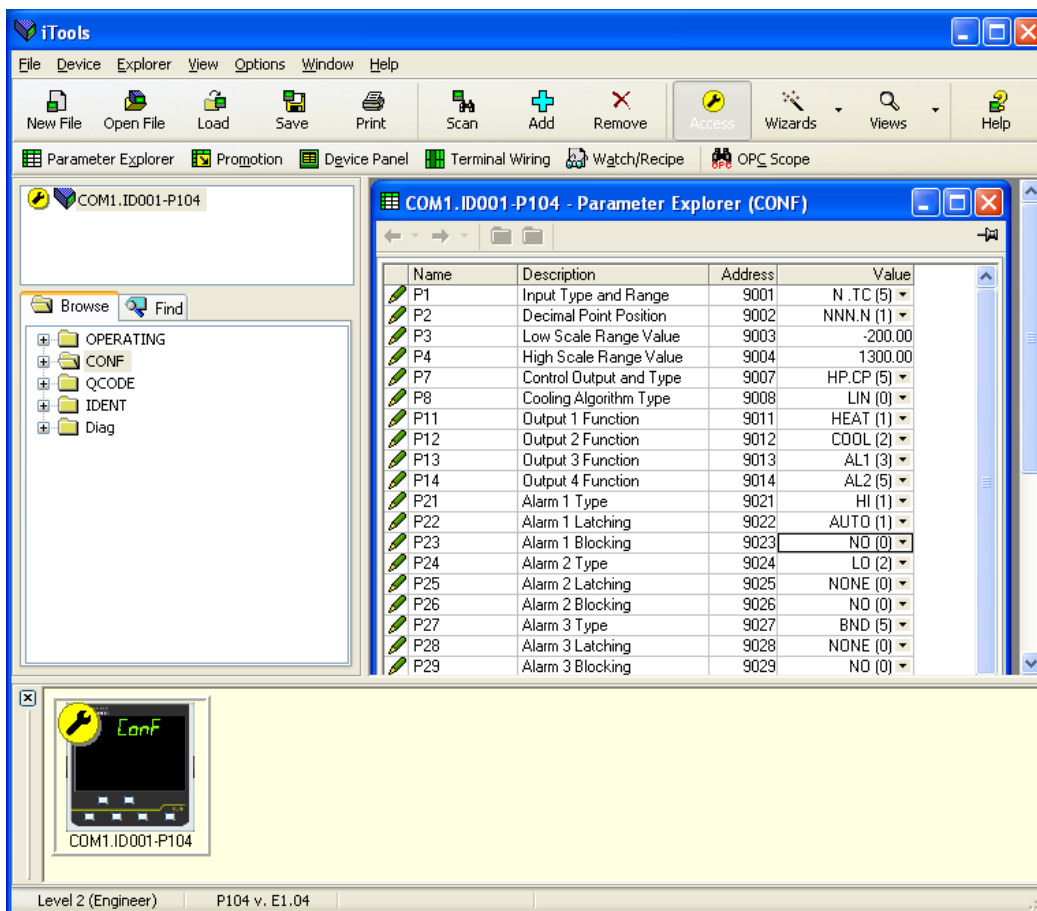 iTools
File Device Explorer View Options Window Help
New File Open File Load Save Print Scan Add Remove Access Wizards Views Help
Parameter Explorer Promotion Device Panel Terminal Wiring Watch/Recipe OPC Scope
COM1.ID001-P104
Browse Find
OPERATING
CONF
QCODE
IDENT
Diag
COM1.ID001-P104 - Parameter Explorer (CONF)
Name Description Address Value
P1 Input Type and Range 9001 N .TC (5)
P2 Decimal Point Position 9002 NNN.N (1)
P3 Low Scale Range Value 9003 -200.00
P4 High Scale Range Value 9004 1300.00
P7 Control Output and Type 9007 HP.CP (5)
P8 Cooling Algorithm Type 9008 LIN (0)
P11 Output 1 Function 9011 HEAT (1)
P12 Output 2 Function 9012 COOL (2)
P13 Output 3 Function 9013 AL1 (3)
P14 Output 4 Function 9014 AL2 (5)
P21 Alarm 1 Type 9021 HI (1)
P22 Alarm 1 Latching 9022 AUTO (1)
P23 Alarm 1 Blocking 9023 NO (0)
P24 Alarm 2 Type 9024 LO (2)
P25 Alarm 2 Latching 9025 NONE (0)
P26 Alarm 2 Blocking 9026 NO (0)
P27 Alarm 3 Type 9027 BND (5)
P28 Alarm 3 Latching 9028 NONE (0)
P29 Alarm 3 Blocking 9029 NO (0)
ConF
COM1.ID001-P104
Level 2 (Engineer) P104 v. E1.04